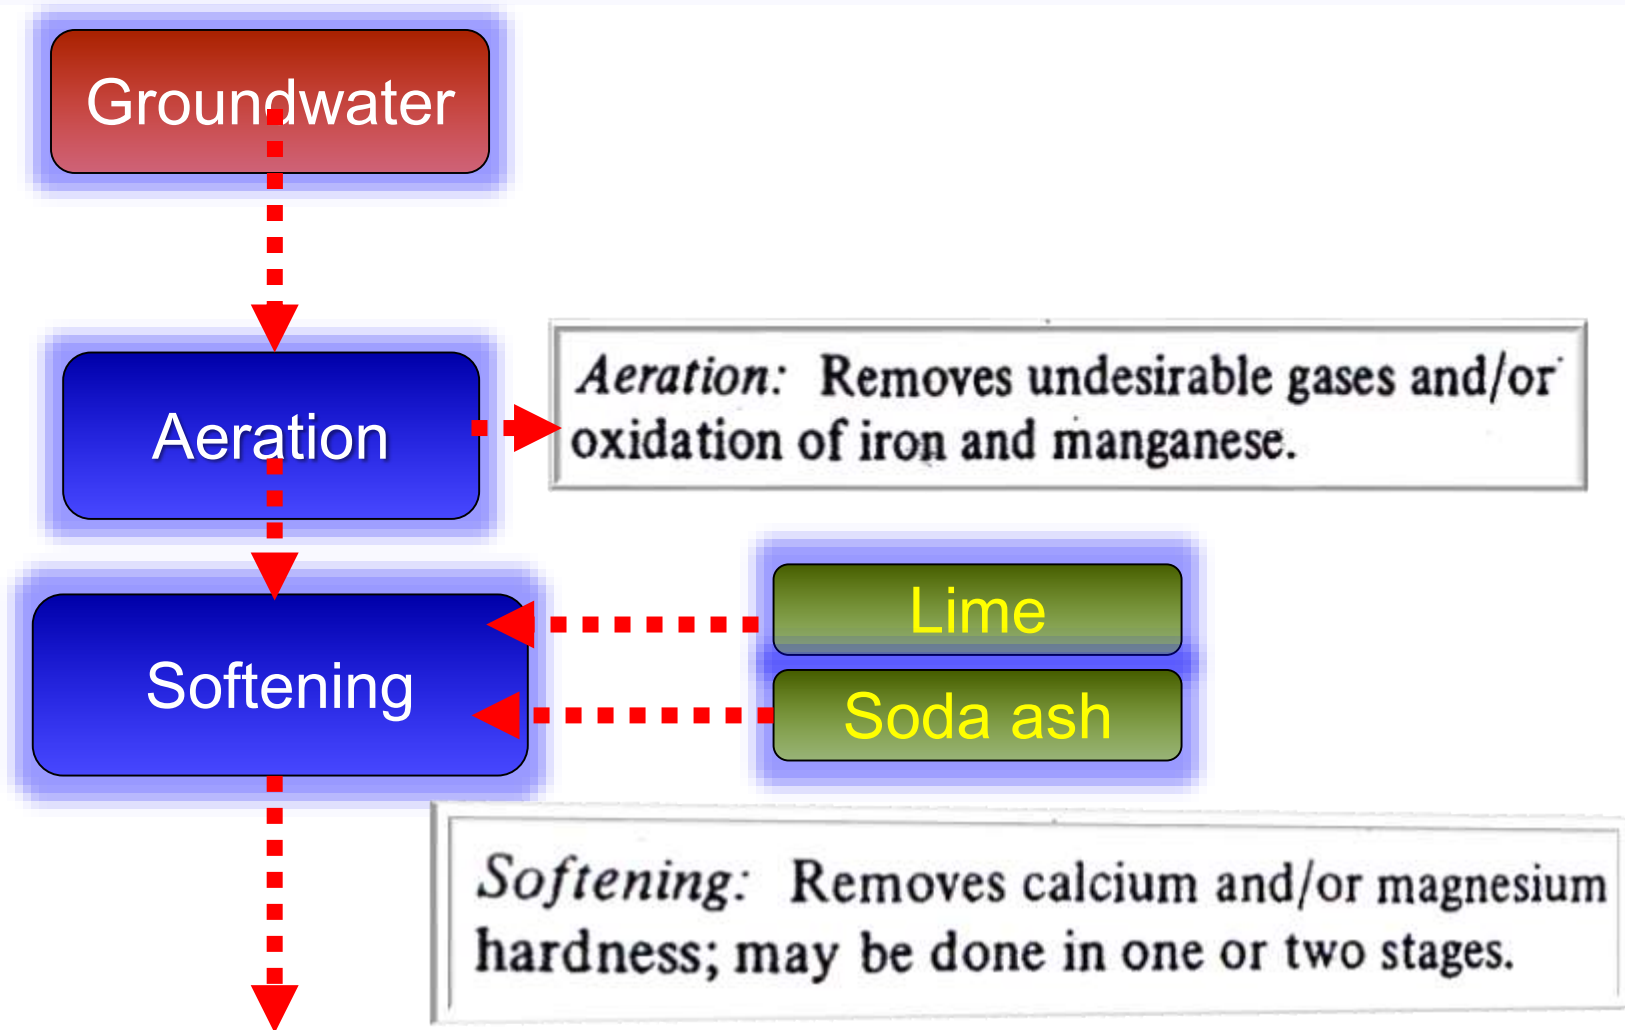 Groundwater
Aeration
Aeration: Removes undesirable gases and/or
oxidation of iron and manganese.
Lime
Softening
Soda ash
Softening: Removes calcium and/or magnesium
hardness; may be done in one or two stages.